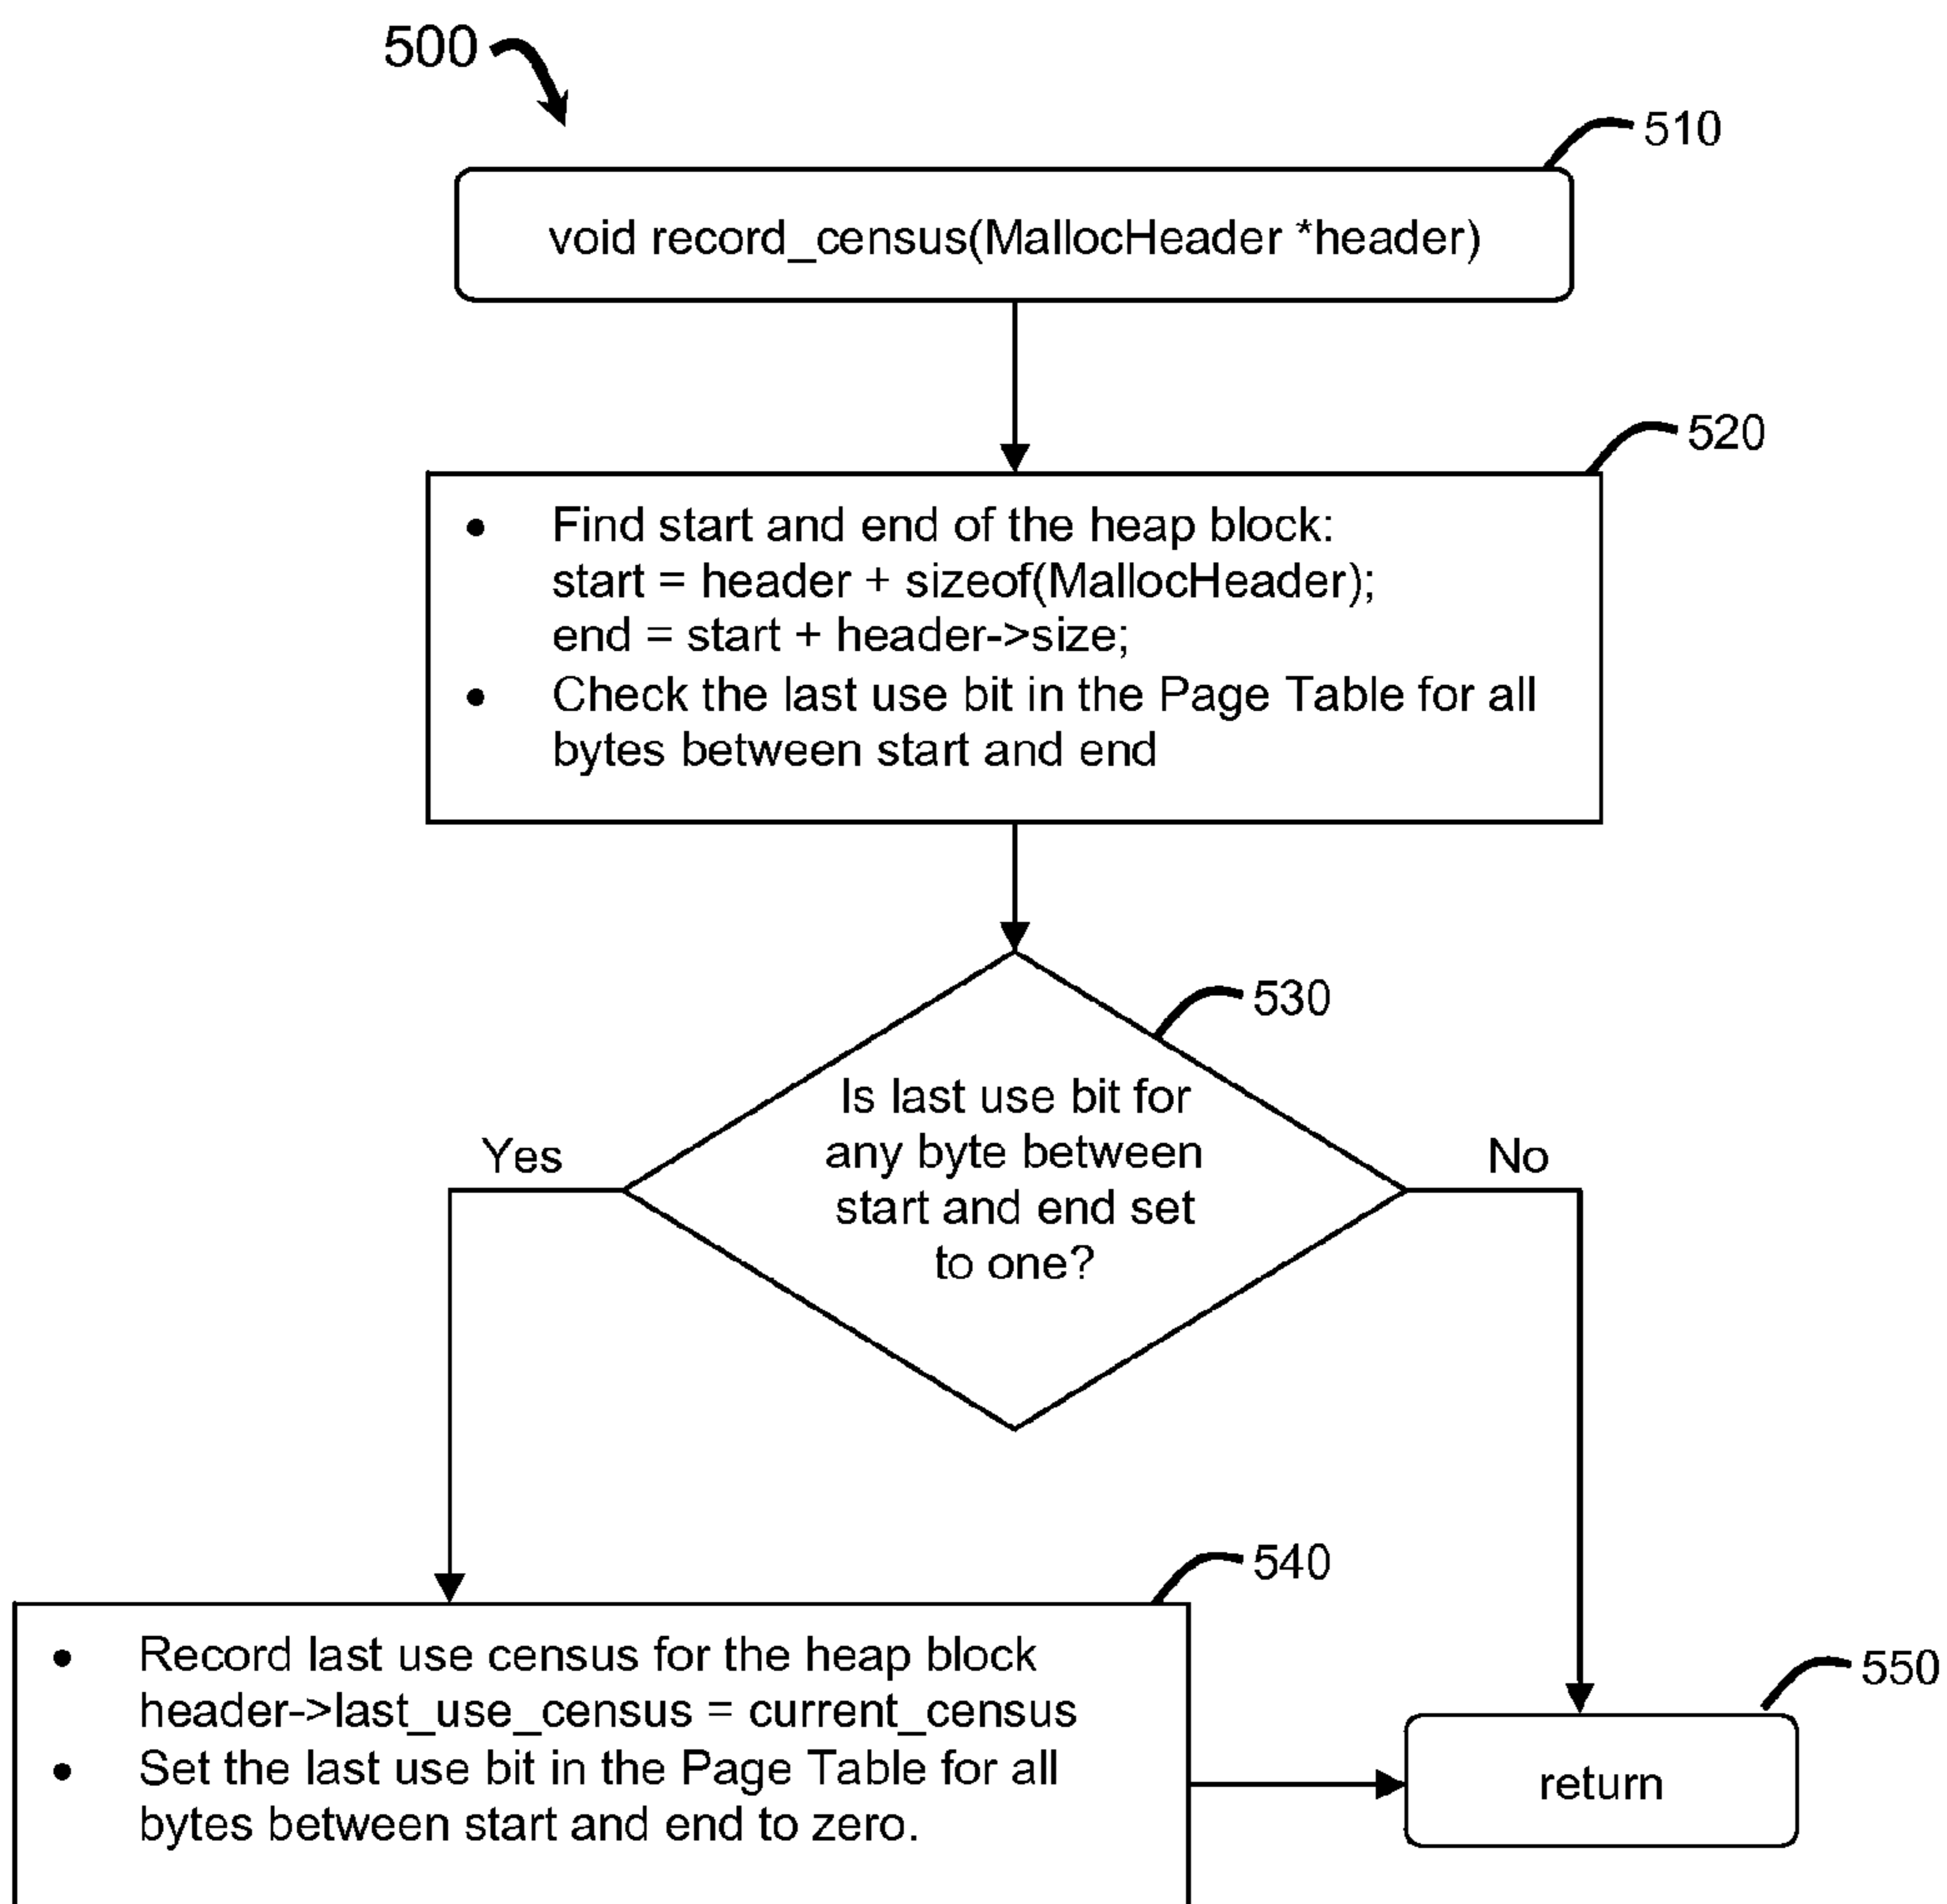 500
510
void record_census(MallocHeader *header)
520
• Find start and end of the heap block:
start = header + sizeof(MallocHeader);
end = start + header->size;
• Check the last use bit in the Page Table for all
bytes between start and end
530
Is last use bit for
any byte between
start and end set
to one?
Yes
No
540
• Record last use census for the heap block
header->last_use_census = current_census
• Set the last use bit in the Page Table for all
bytes between start and end to zero.
550
return